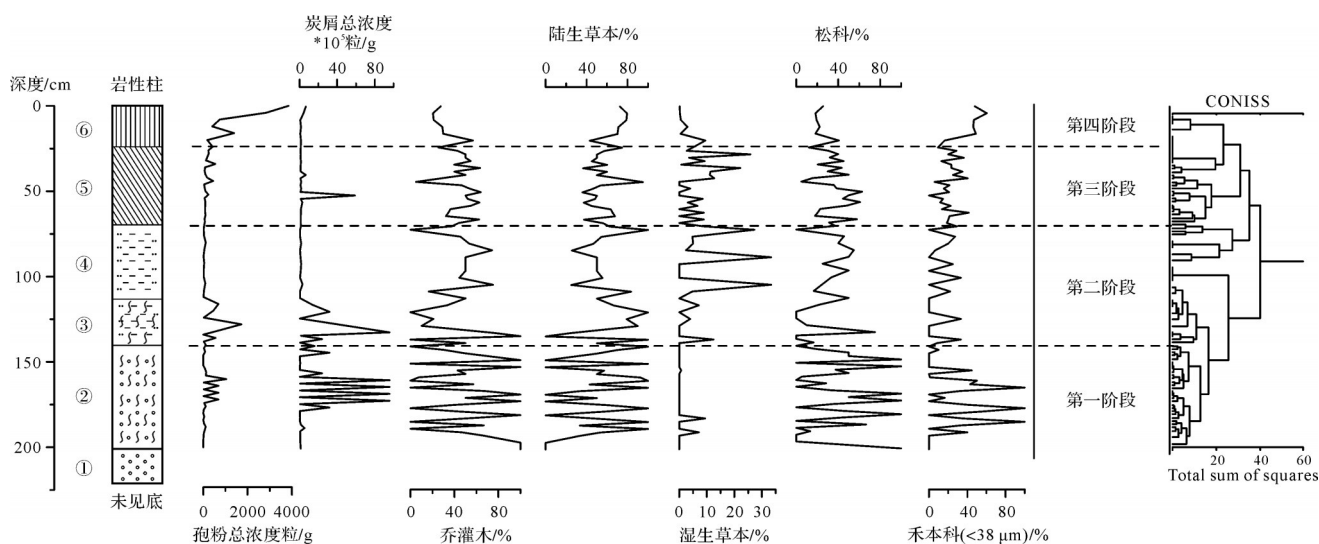 炭屑总浓度
*10⁵粒/g
陆生草本/%
松科/%
0 40 80
0 40 80
0 40 80
深度/cm
岩性柱
CONISS
0
50
100
150
200
⑥
⑤
④
③
②
①
未见底
第四阶段
第三阶段
第二阶段
第一阶段
20 40 60
Total sum of squares
0 2000 4000
孢粉总浓度粒/g
0 40 80
乔灌木/%
0 10 20 30
湿生草本/%
0 40 80
禾本科(<38 μm)/%